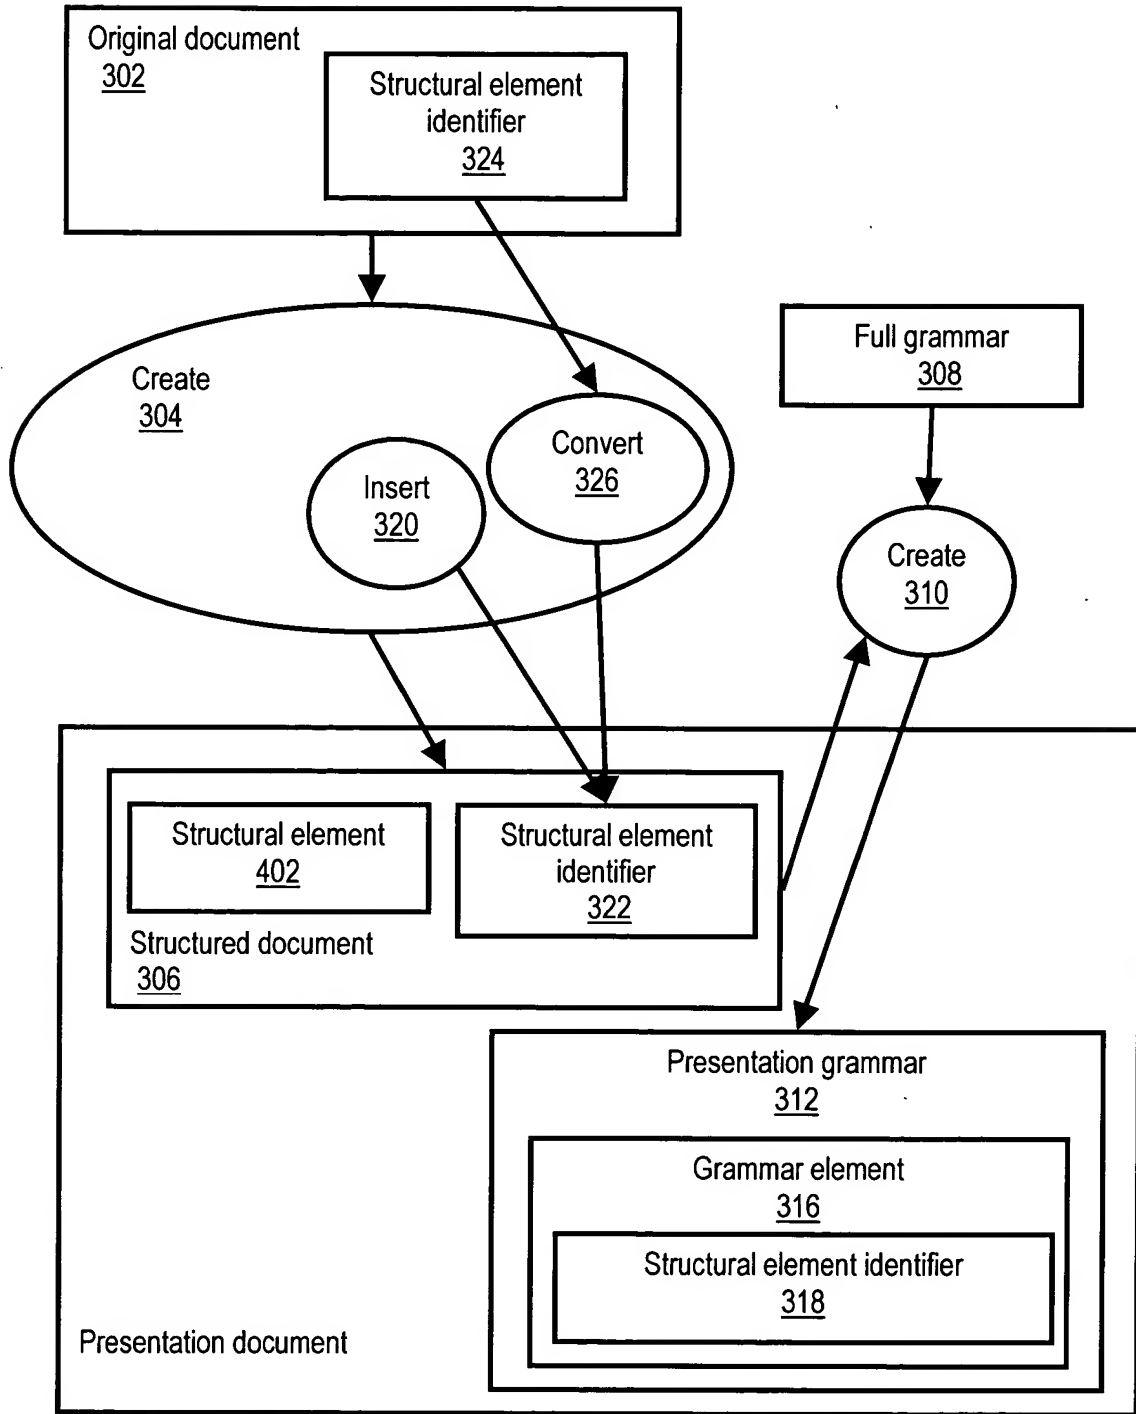 Original document
302
Structural element
identifier
324
Create
304
Insert
320
Convert
326
Full grammar
308
Create
310
Structural element
402
Structural element
identifier
322
Structured document
306
Presentation grammar
312
Grammar element
316
Structural element identifier
318
Presentation document